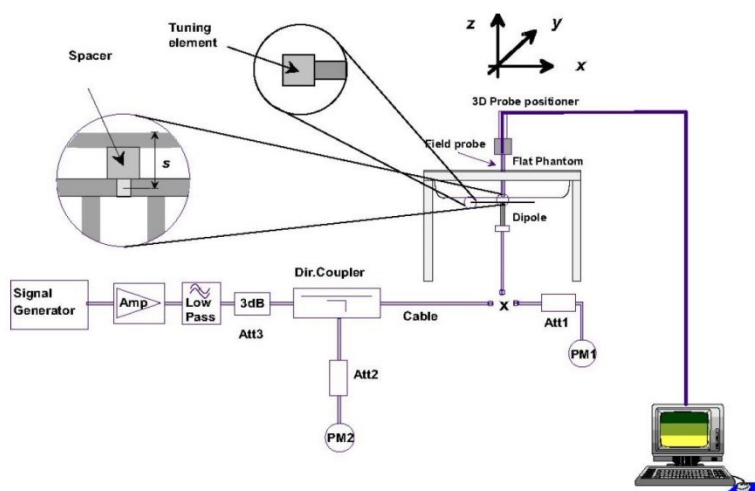 Tuning
element
Spacer
s
z
y
x
3D Probe positioner
Field probe
Flat Phantom
Dipole
Signal
Generator
Amp
Low
Pass
3dB
Att3
Dir.Coupler
Cable
x
Att1
PM1
Att2
PM2